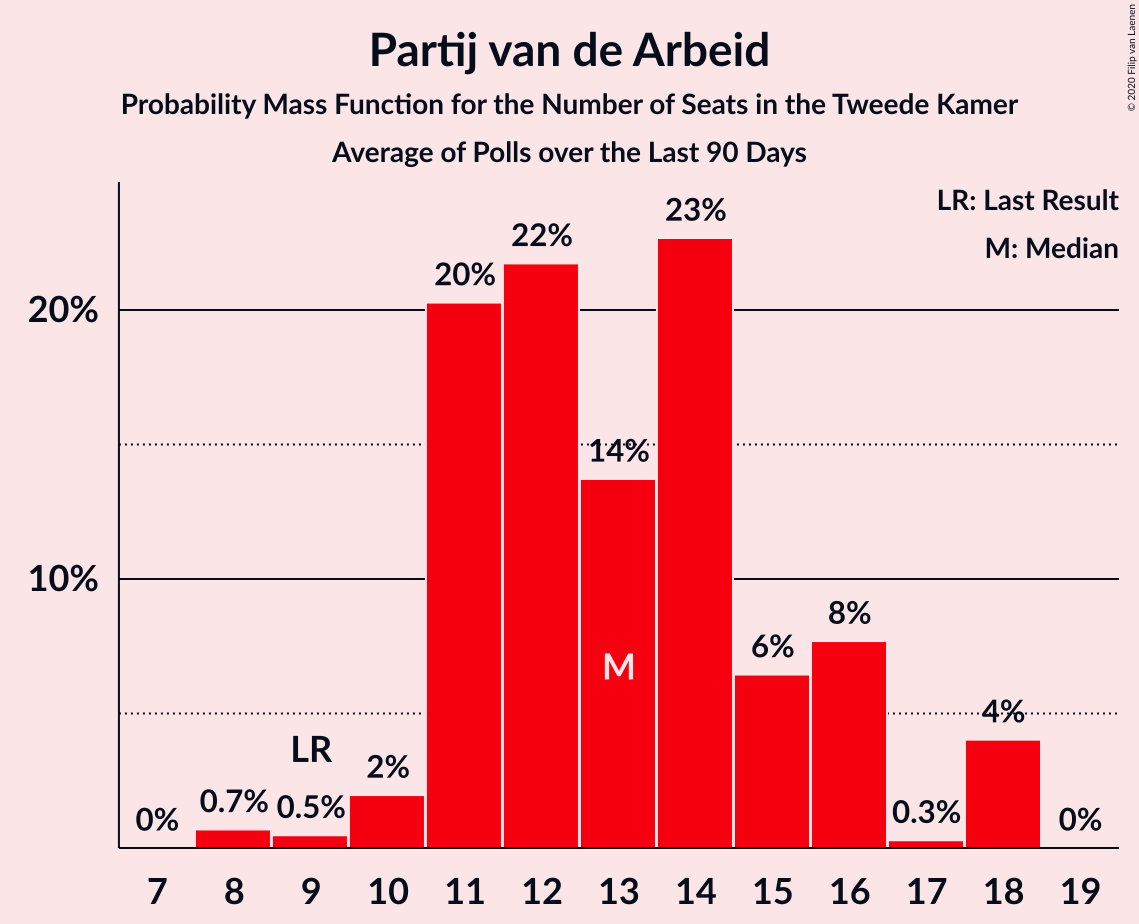 Partij van de Arbeid
Probability Mass Function for the Number of Seats in the Tweede Kamer
Average of Polls over the Last 90 Days
© 2020 Filip van Laenen
LR: Last Result
M: Median
20%
10%
0%
0.7%
0.5%
LR
2%
20%
22%
14%
M
23%
6%
8%
0.3%
4%
0%
7 8 9 10 11 12 13 14 15 16 17 18 19